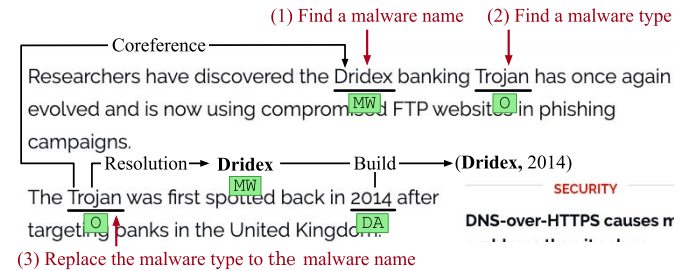 (1) Find a malware name (2) Find a malware type
Coreference
Researchers have discovered the Dridex banking Trojan has once again
MW O
evolved and is now using compromised FTP websites in phishing
campaigns.
Resolution Dridex Build (Dridex, 2014)
MW
The Trojan was first spotted back in 2014 after
SECURITY
O DA
targeting banks in the United Kingdom.
DNS-over-HTTPS causes m
(3) Replace the malware type to the malware name